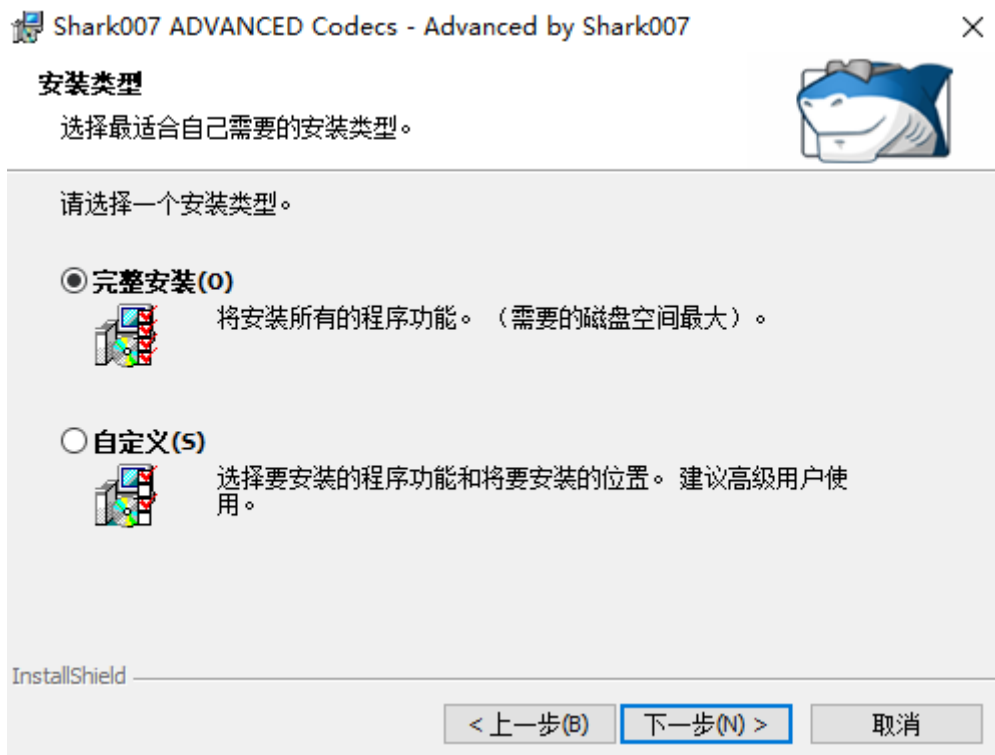 Shark007 ADVANCED Codecs - Advanced by Shark007
安装类型
选择最适合自己需要的安装类型。
请选择一个安装类型。
完整安装(O)
将安装所有的程序功能。（需要的磁盘空间最大）。
自定义(S)
选择要安装的程序功能和将要安装的位置。建议高级用户使
用。
InstallShield
< 上一步(B)
下一步(N) >
取消